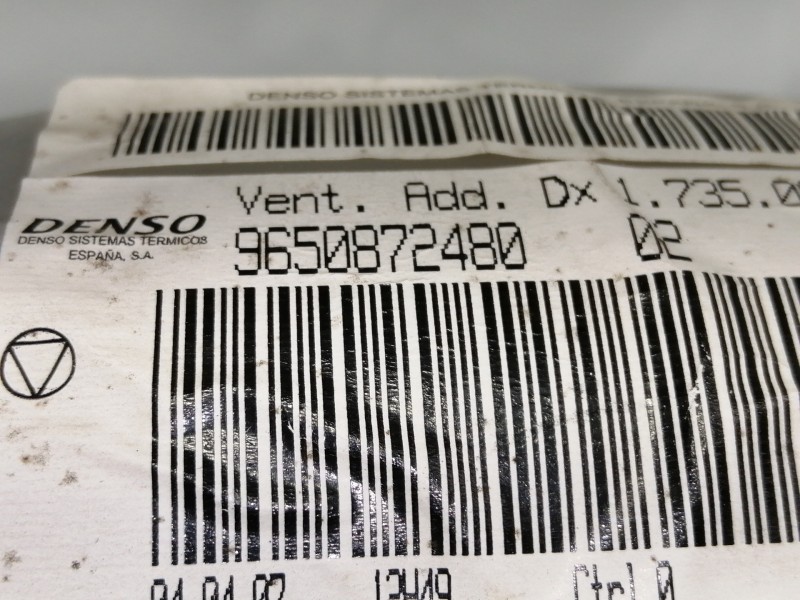 DENSO SISTEMAS
Vent. Add. Dx 1.735.0
DENSO
DENSO SISTEMAS TERMICOS
ESPAÑA, S.A.
9650872480 02